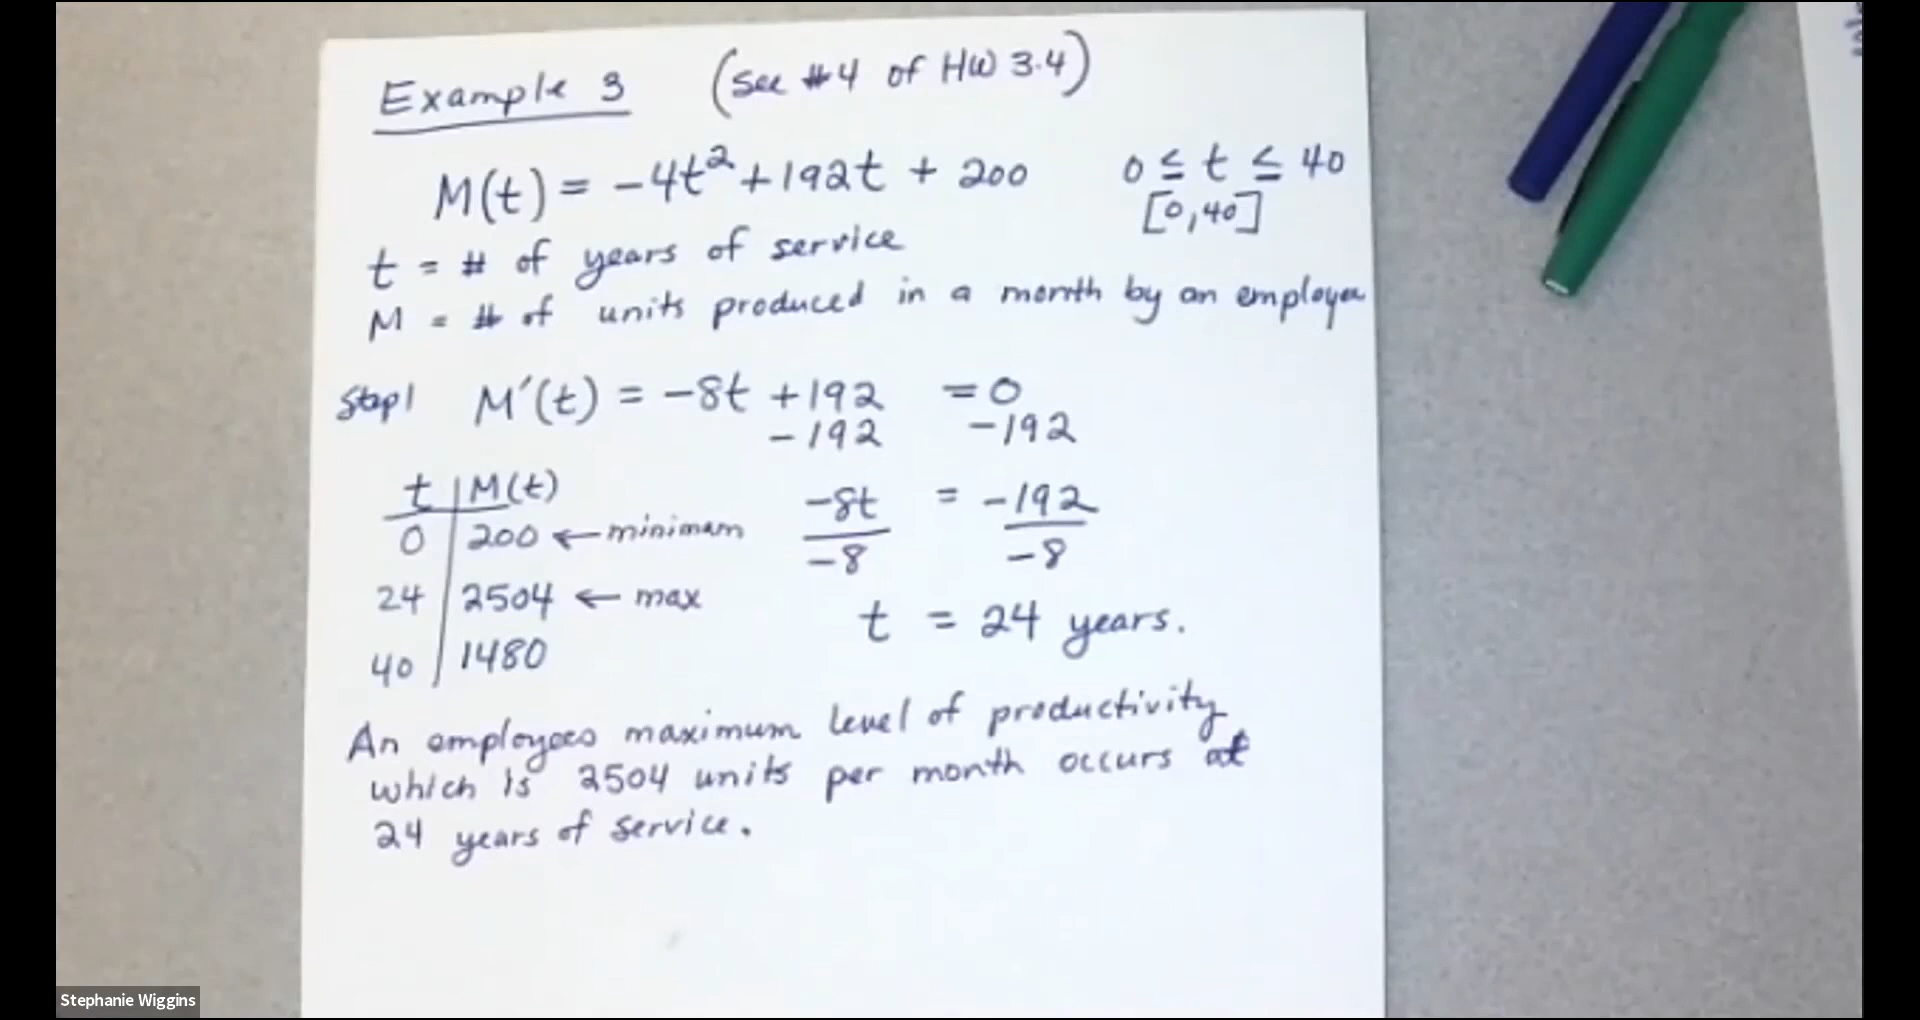 Example 3 (See #4 of HW 3.4)
M(t) = -4t² + 192t + 200 0 ≤ t ≤ 40
[0,40]
t = # of years of service
M = # of units produced in a month by an employee
Step 1 M′(t) = -8t + 192 = 0
-192 -192
t | M(t)
-8t = -192
0 | 200 ← minimum
-8 -8
24 | 2504 ← max
t = 24 years.
40 | 1480
An employees maximum level of productivity
which is 2504 units per month occurs at
24 years of service.
Stephanie Wiggins